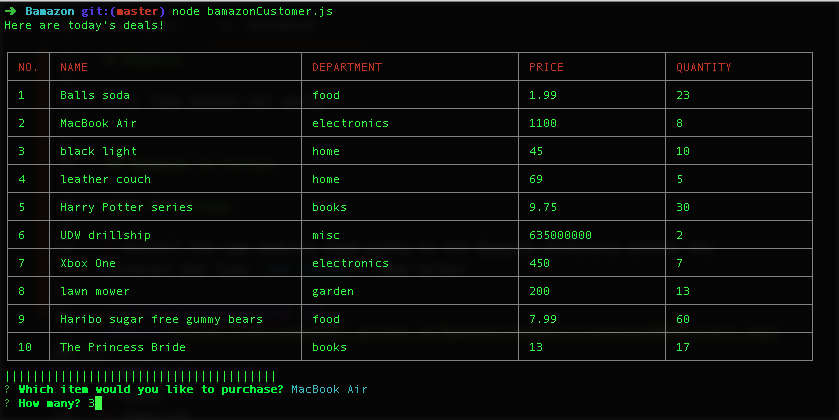 ➜ Bamazon git:(master) node bamazonCustomer.js
Here are today's deals!
NO. NAME DEPARTMENT PRICE QUANTITY
1 Balls soda food 1.99 23
2 MacBook Air electronics 1100 8
3 black light home 45 10
4 leather couch home 69 5
5 Harry Potter series books 9.75 30
6 UDW drillship misc 635000000 2
7 Xbox One electronics 450 7
8 lawn mower garden 200 13
9 Haribo sugar free gummy bears food 7.99 60
10 The Princess Bride books 13 17
|||||||||||||||||||||||||||||||||||||||
? Which item would you like to purchase? MacBook Air
? How many? 3